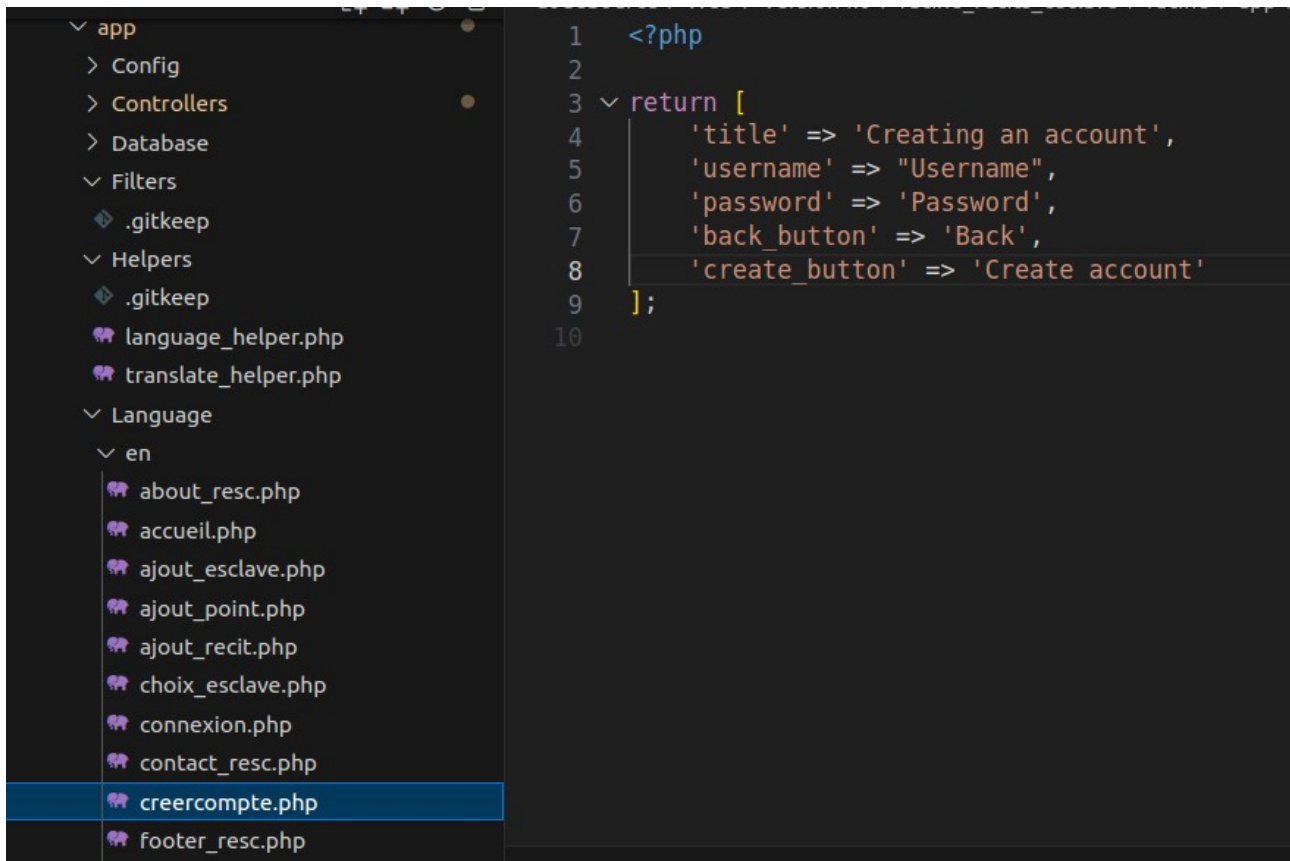 app
Config
Controllers
Database
Filters
.gitkeep
Helpers
.gitkeep
language_helper.php
translate_helper.php
Language
en
about_resc.php
accueil.php
ajout_esclave.php
ajout_point.php
ajout_recit.php
choix_esclave.php
connexion.php
contact_resc.php
creercompte.php
footer_resc.php
1 <?php
2
3 return [
4 'title' => 'Creating an account',
5 'username' => "Username",
6 'password' => 'Password',
7 'back_button' => 'Back',
8 'create_button' => 'Create account'
9 ];
10